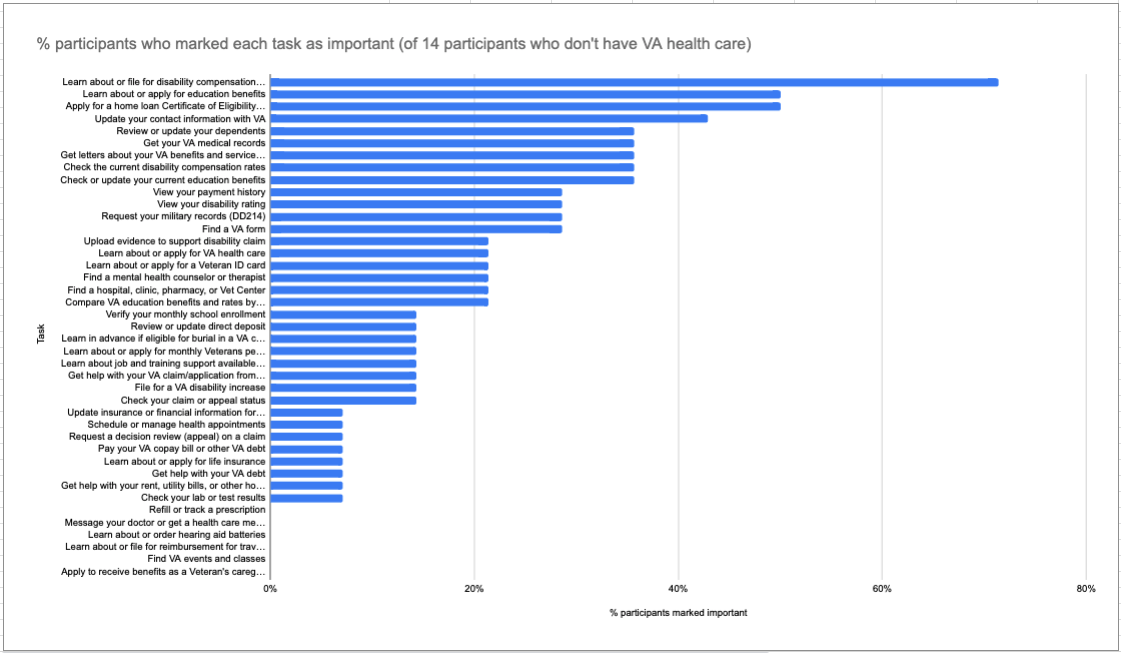 % participants who marked each task as important (of 14 participants who don't have VA health care)
Learn about or file for disability compensation…
Learn about or apply for education benefits
Apply for a home loan Certificate of Eligibility…
Update your contact information with VA
Review or update your dependents
Get your VA medical records
Get letters about your VA benefits and service…
Check the current disability compensation rates
Check or update your current education benefits
View your payment history
View your disability rating
Request your military records (DD214)
Find a VA form
Upload evidence to support disability claim
Learn about or apply for VA health care
Learn about or apply for a Veteran ID card
Find a mental health counselor or therapist
Find a hospital, clinic, pharmacy, or Vet Center
Compare VA education benefits and rates by…
Verify your monthly school enrollment
Review or update direct deposit
Learn in advance if eligible for burial in a VA c…
Learn about or apply for monthly Veterans pe…
Learn about job and training support available…
Get help with your VA claim/application from…
File for a VA disability increase
Check your claim or appeal status
Update insurance or financial information for…
Schedule or manage health appointments
Request a decision review (appeal) on a claim
Pay your VA copay bill or other VA debt
Learn about or apply for life insurance
Get help with your VA debt
Get help with your rent, utility bills, or other ho…
Check your lab or test results
Refill or track a prescription
Message your doctor or get a health care me…
Learn about or order hearing aid batteries
Learn about or file for reimbursement for trav…
Find VA events and classes
Apply to receive benefits as a Veteran's careg…
Task
0% 20% 40% 60% 80%
% participants marked important